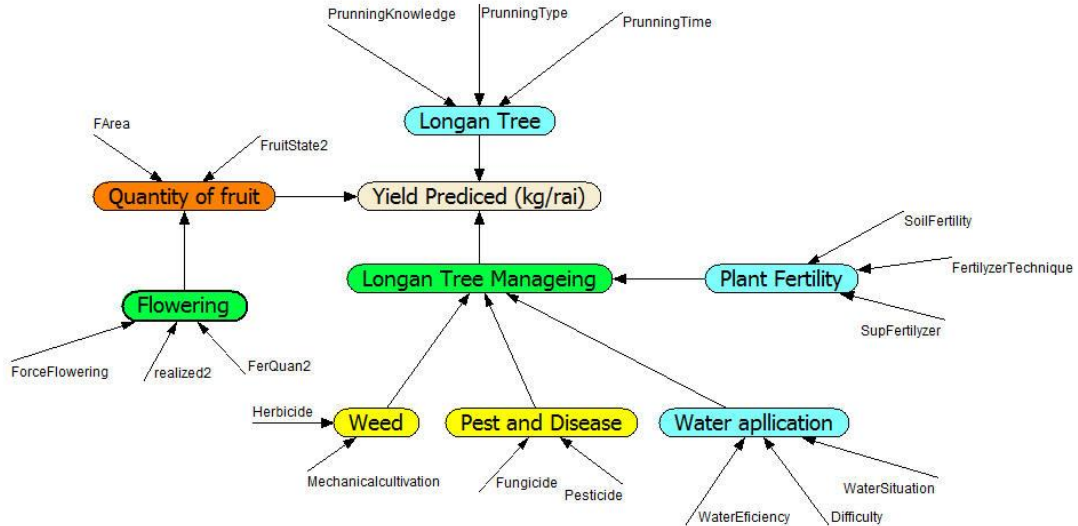 PrunningKnowledge
PrunningType
PrunningTime
Longan Tree
FArea
FruitState2
Quantity of fruit
Yield Prediced (kg/rai)
SoilFertility
FertilyzerTechnique
Longan Tree Manageing
Plant Fertility
SupFertilyzer
Flowering
ForceFlowering
realized2
FerQuan2
Herbicide
Weed
Pest and Disease
Water apllication
Mechanicalcultivation
Fungicide
Pesticide
WaterSituation
WaterEficiency
Difficulty